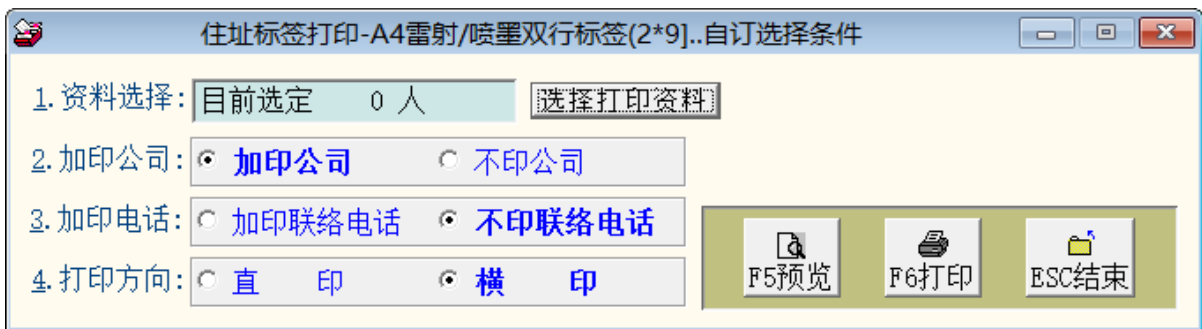 住址标签打印-A4雷射/喷墨双行标签(2*9]..自订选择条件
1.资料选择: 目前选定 0 人 选择打印资料
2.加印公司: 加印公司 不印公司
3.加印电话: 加印联络电话 不印联络电话
4.打印方向: 直 印 横 印
F5预览 F6打印 ESC结束